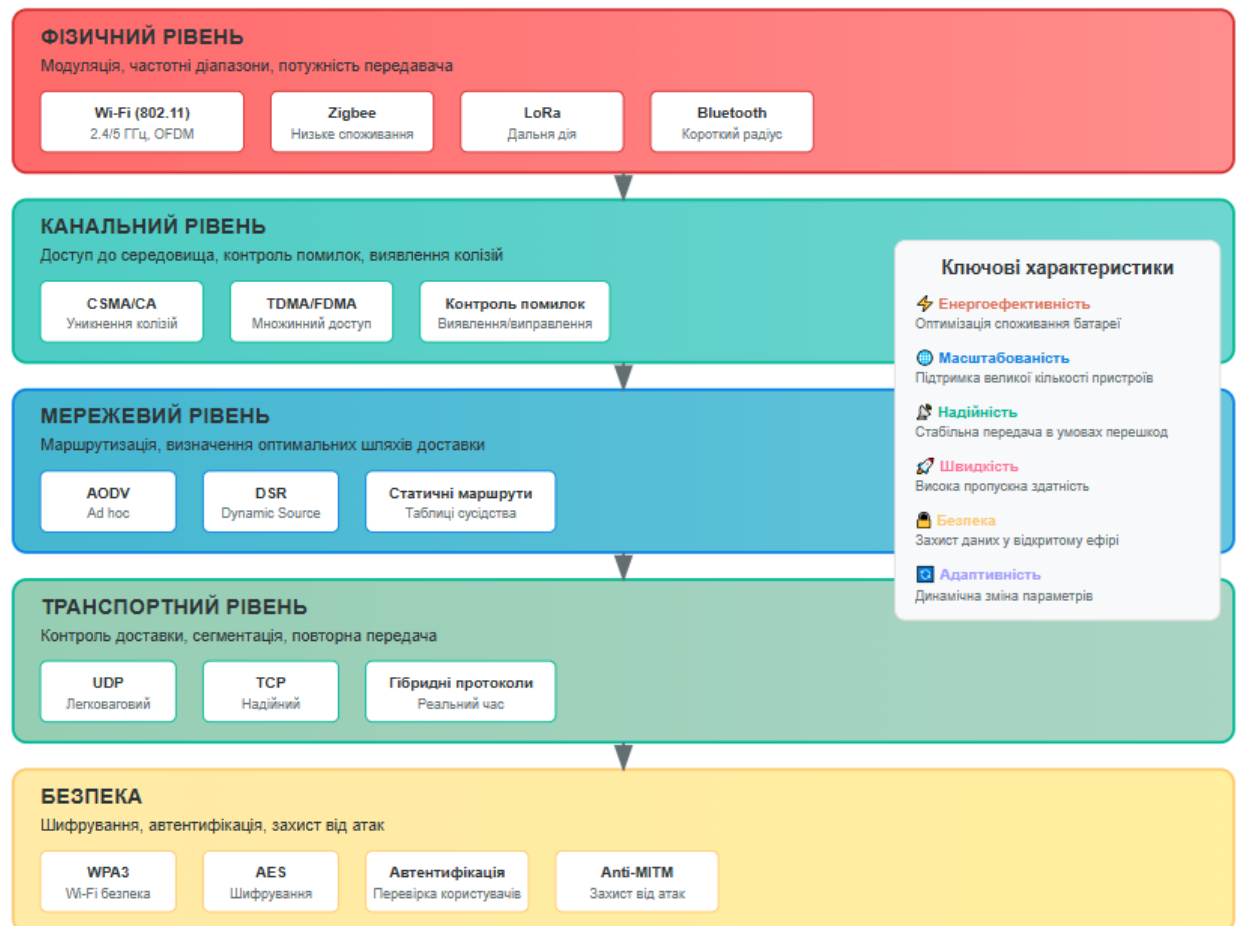 ФІЗИЧНИЙ РІВЕНЬ
Модуляція, частотні діапазони, потужність передавача
Wi-Fi (802.11)
2.4/5 ГГц, OFDM
Zigbee
Низьке споживання
LoRa
Дальня дія
Bluetooth
Короткий радіус
КАНАЛЬНИЙ РІВЕНЬ
Доступ до середовища, контроль помилок, виявлення колізій
CSMA/CA
Уникнення колізій
TDMA/FDMA
Множинний доступ
Контроль помилок
Виявлення/виправлення
МЕРЕЖЕВИЙ РІВЕНЬ
Маршрутизація, визначення оптимальних шляхів доставки
AODV
Ad hoc
DSR
Dynamic Source
Статичні маршрути
Таблиці сусідства
ТРАНСПОРТНИЙ РІВЕНЬ
Контроль доставки, сегментація, повторна передача
UDP
Легковаговий
TCP
Надійний
Гібридні протоколи
Реальний час
БЕЗПЕКА
Шифрування, автентифікація, захист від атак
WPA3
Wi-Fi безпека
AES
Шифрування
Автентифікація
Перевірка користувачів
Anti-MITM
Захист від атак
Ключові характеристики
Енергоефективність
Оптимізація споживання батареї
Масштабованість
Підтримка великої кількості пристроїв
Надійність
Стабільна передача в умовах перешкод
Швидкість
Висока пропускна здатність
Безпека
Захист даних у відкритому ефірі
Адаптивність
Динамічна зміна параметрів